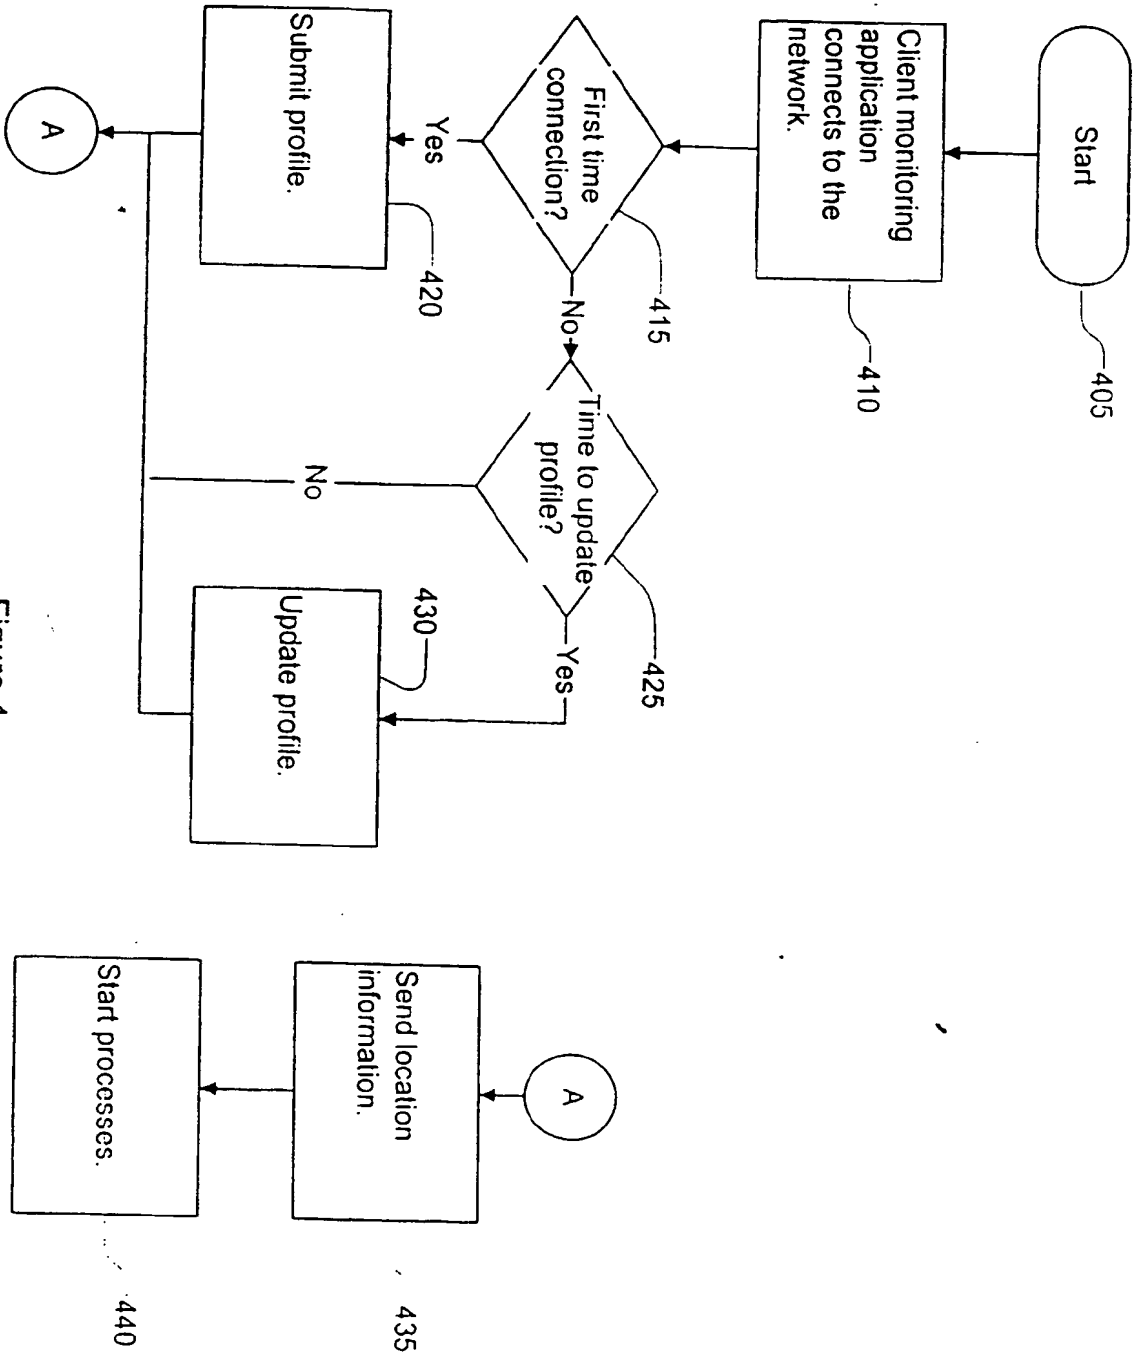 Start
405
Client monitoring
application
connects to the
network.
410
First time
connection?
415
Yes
No
Submit profile.
420
Time to update
profile?
425
No
Yes
430
Update profile.
A
A
Send location
information.
435
Start processes.
440